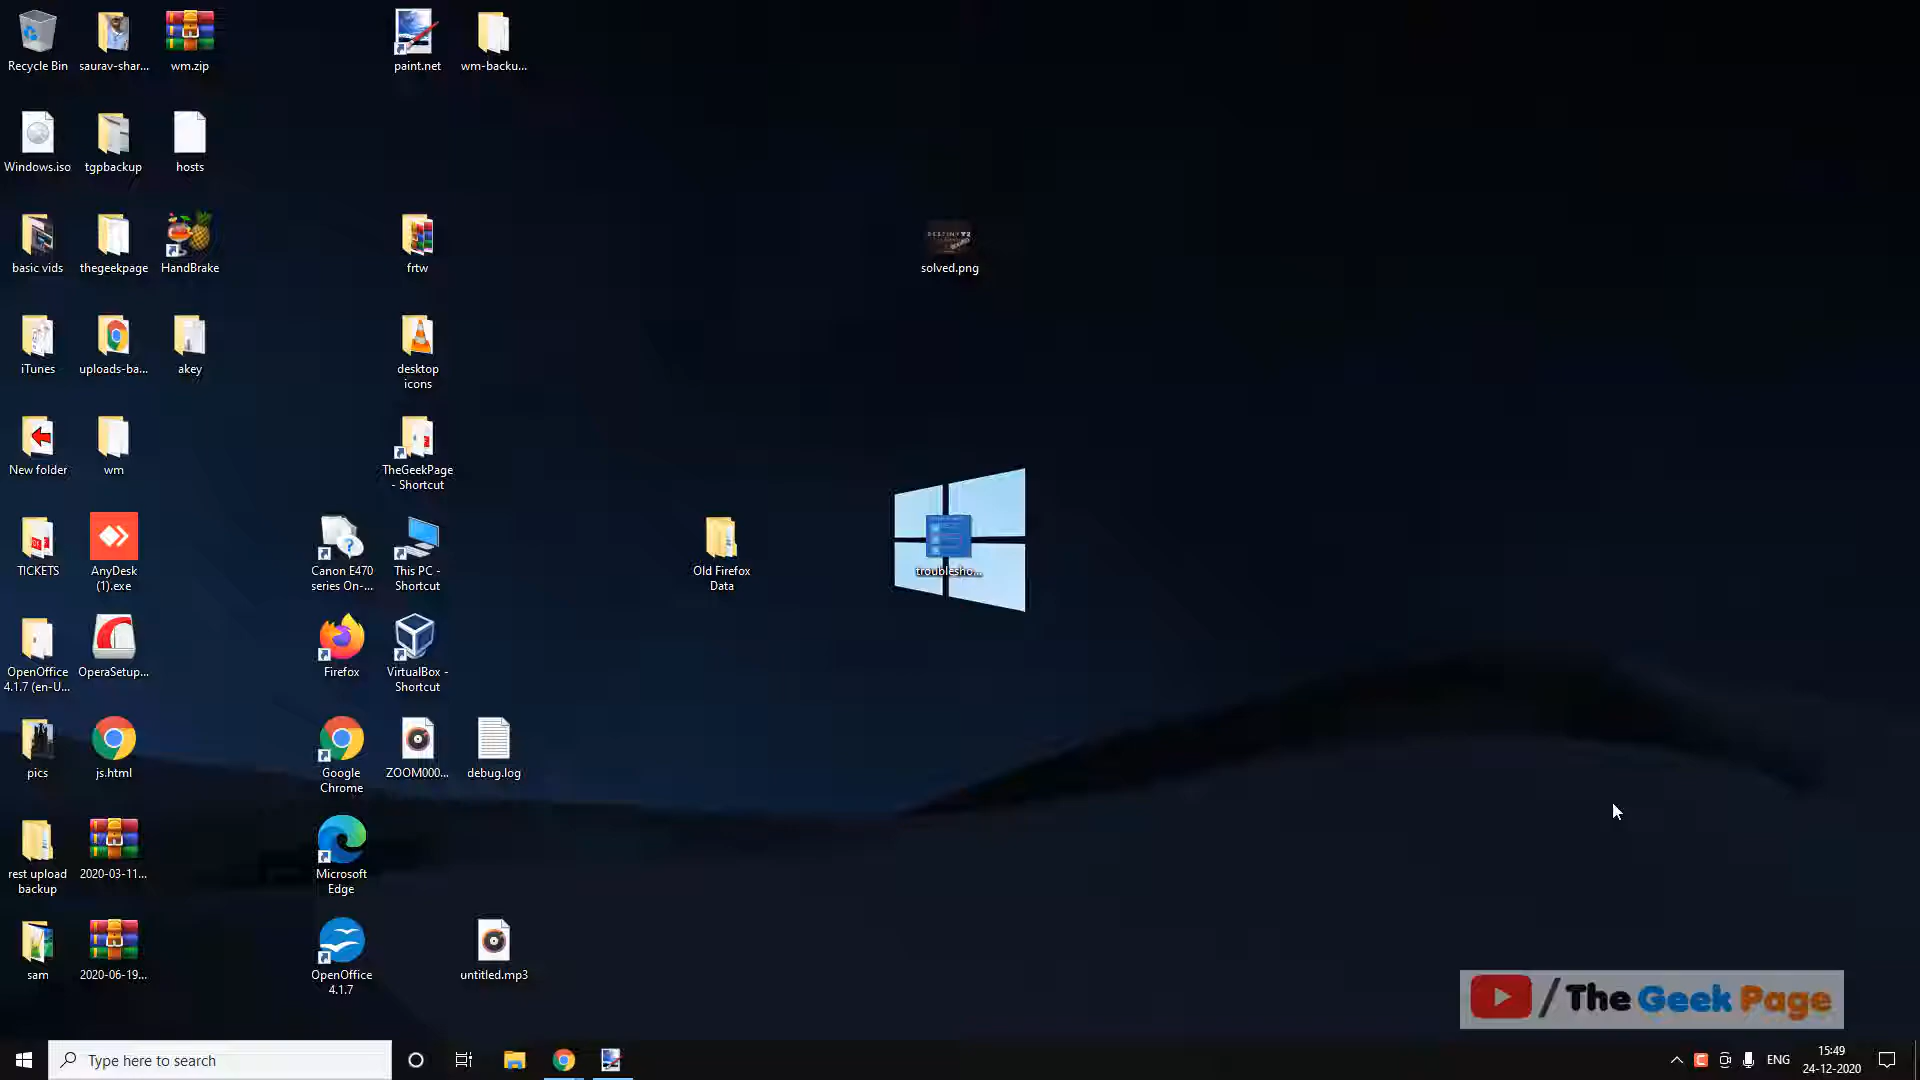 Recycle Bin
saurav-shar...
wm.zip
paint.net
wm-backu...
Windows.iso
tgpbackup
hosts
basic vids
thegeekpage
HandBrake
frtw
solved.png
iTunes
uploads-ba...
akey
desktop
icons
New folder
wm
TheGeekPage
- Shortcut
TICKETS
AnyDesk
(1).exe
Canon E470
series On-...
This PC -
Shortcut
Old Firefox
Data
troublesho...
OpenOffice
4.1.7 (en-U...
OperaSetup...
Firefox
VirtualBox -
Shortcut
pics
js.html
Google
Chrome
ZOOM000...
debug.log
rest upload
backup
2020-03-11...
Microsoft
Edge
sam
2020-06-19...
OpenOffice
4.1.7
untitled.mp3
/ The Geek Page
Type here to search
ENG
15:49
24-12-2020